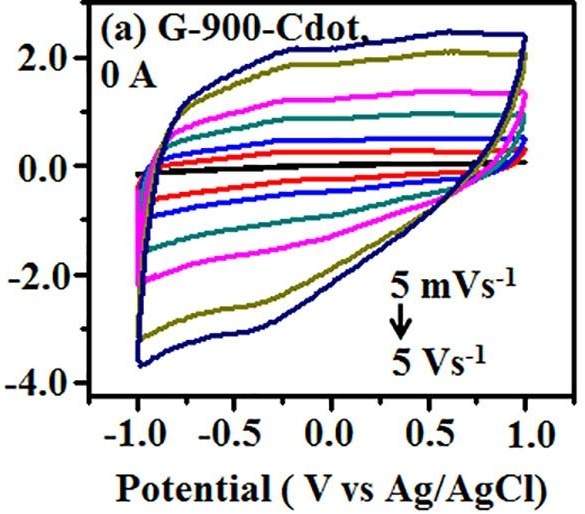 (a) G-900-Cdot,
0 A
2.0
0.0
-2.0
-4.0
5 mVs-1
↓
5 Vs-1
-1.0 -0.5 0.0 0.5 1.0
Potential ( V vs Ag/AgCl)